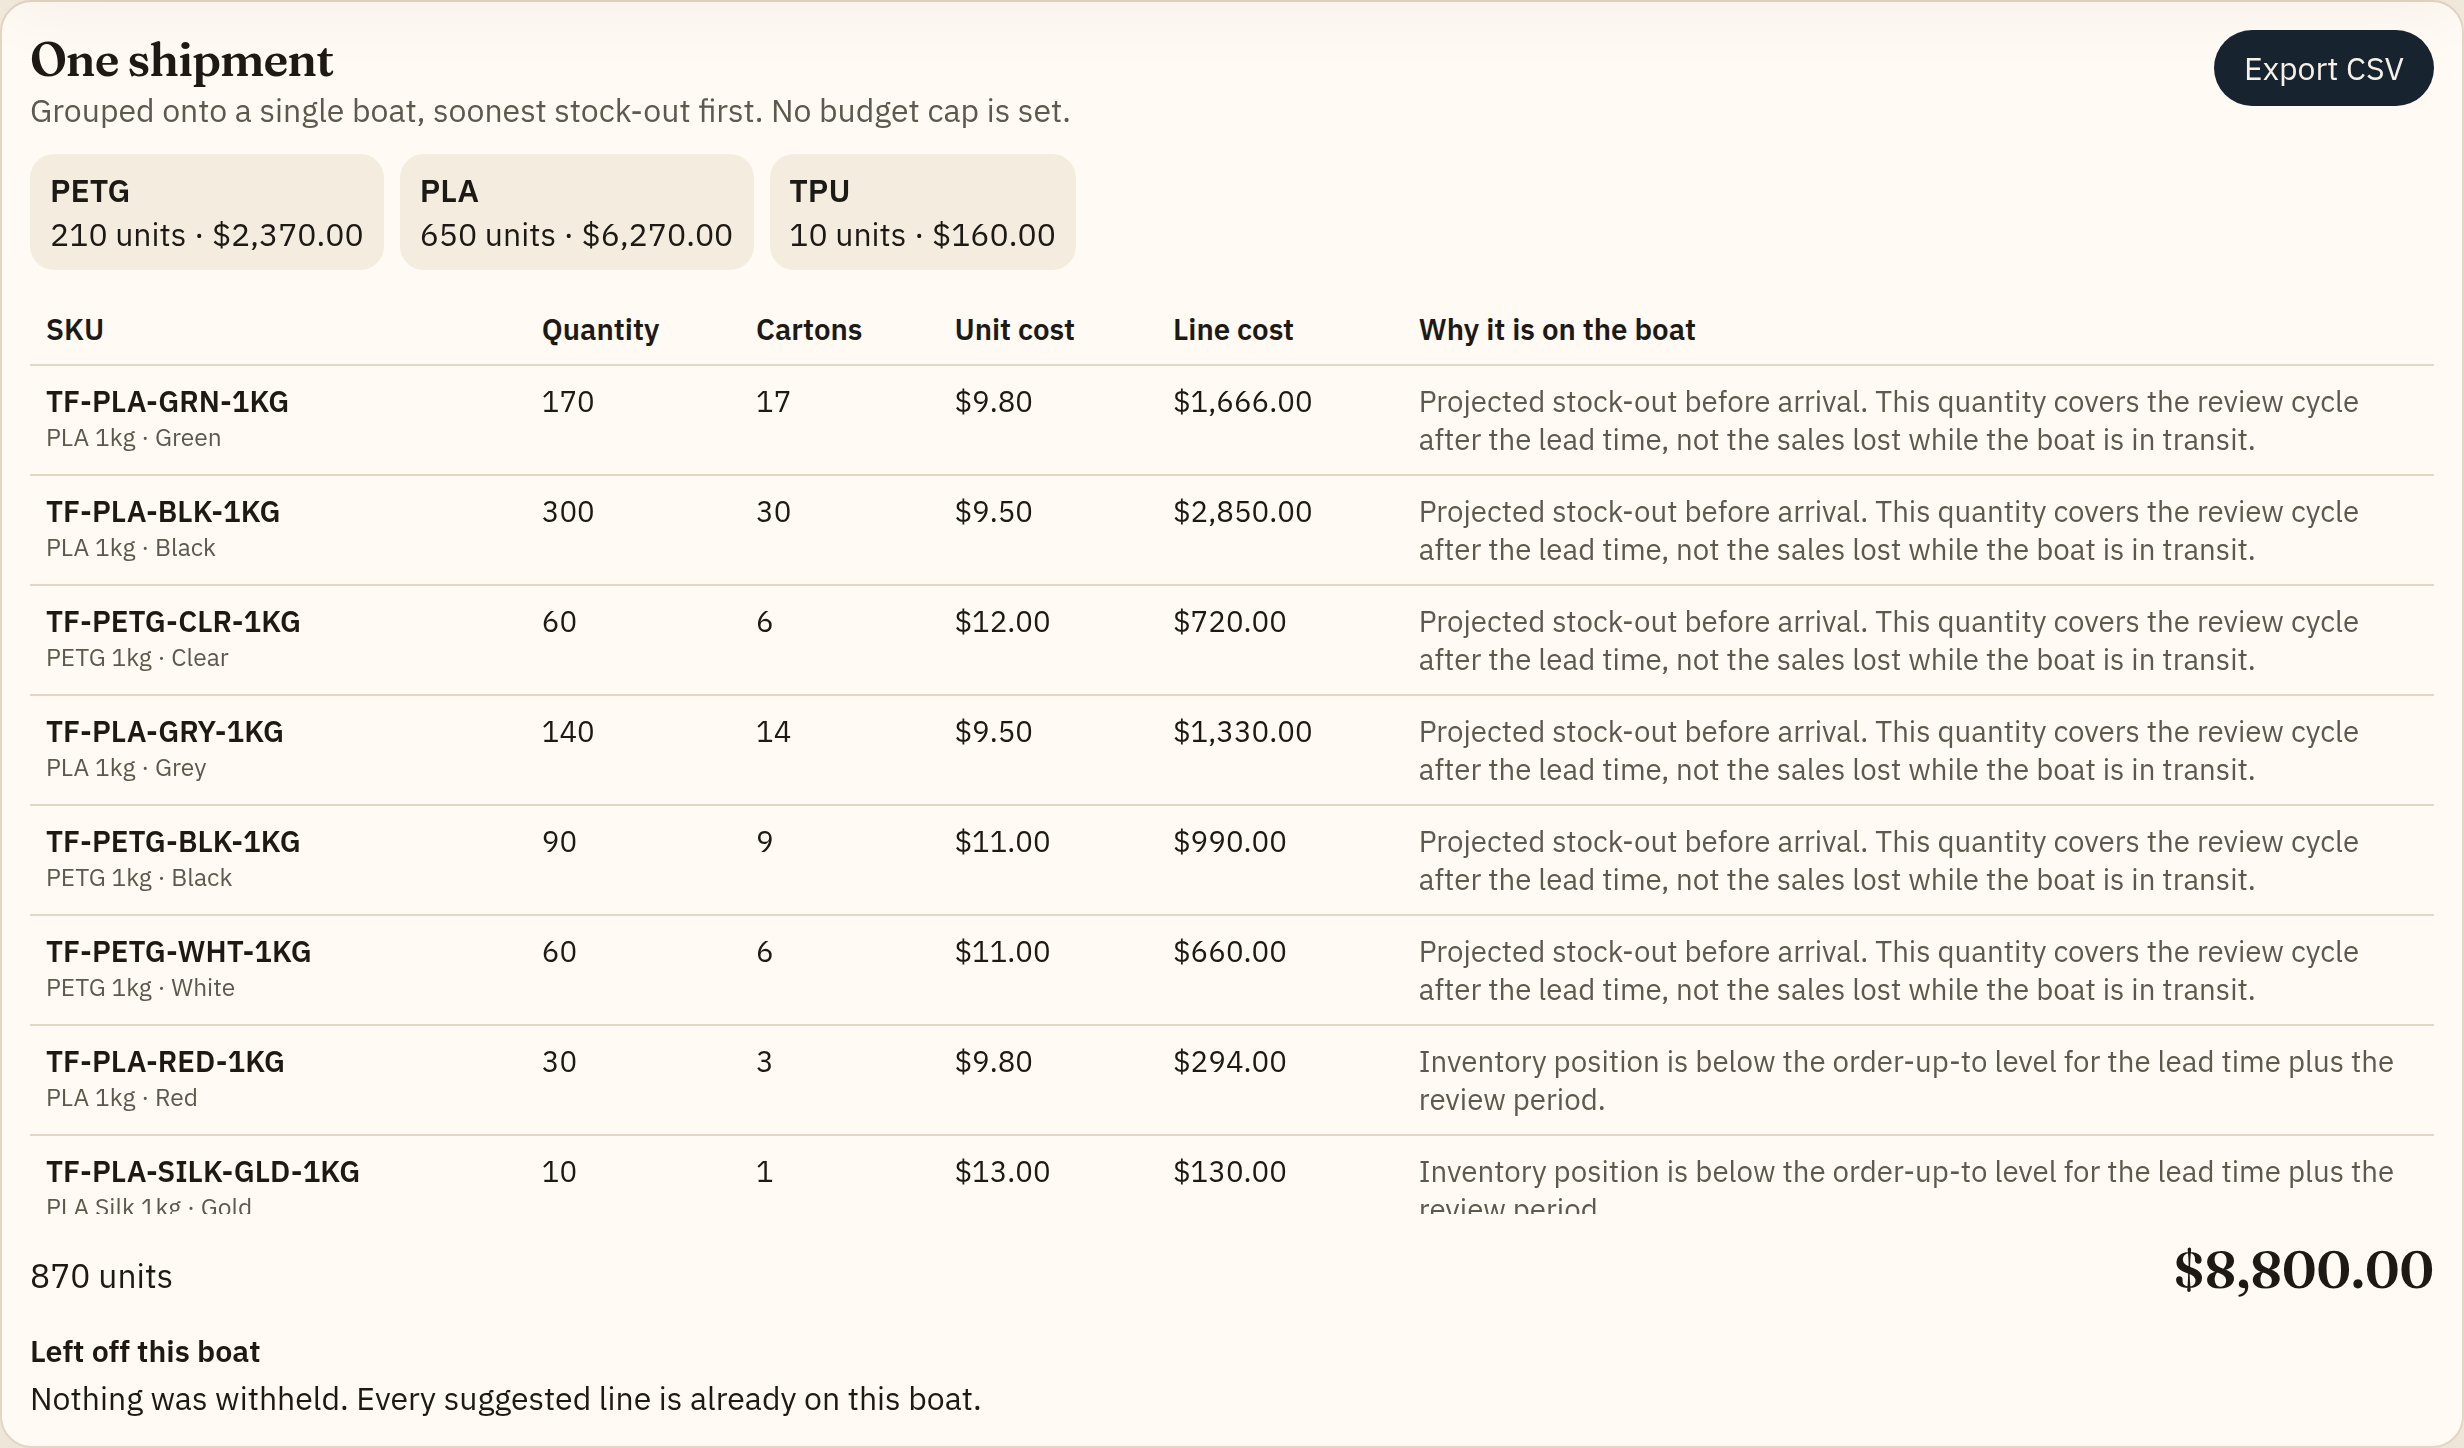 One shipment
Export CSV
Grouped onto a single boat, soonest stock-out first. No budget cap is set.
PETG
210 units · $2,370.00
PLA
650 units · $6,270.00
TPU
10 units · $160.00
SKU Quantity Cartons Unit cost Line cost Why it is on the boat
TF-PLA-GRN-1KG 170 17 $9.80 $1,666.00 Projected stock-out before arrival. This quantity covers the review cycle
PLA 1kg · Green after the lead time, not the sales lost while the boat is in transit.
TF-PLA-BLK-1KG 300 30 $9.50 $2,850.00 Projected stock-out before arrival. This quantity covers the review cycle
PLA 1kg · Black after the lead time, not the sales lost while the boat is in transit.
TF-PETG-CLR-1KG 60 6 $12.00 $720.00 Projected stock-out before arrival. This quantity covers the review cycle
PETG 1kg · Clear after the lead time, not the sales lost while the boat is in transit.
TF-PLA-GRY-1KG 140 14 $9.50 $1,330.00 Projected stock-out before arrival. This quantity covers the review cycle
PLA 1kg · Grey after the lead time, not the sales lost while the boat is in transit.
TF-PETG-BLK-1KG 90 9 $11.00 $990.00 Projected stock-out before arrival. This quantity covers the review cycle
PETG 1kg · Black after the lead time, not the sales lost while the boat is in transit.
TF-PETG-WHT-1KG 60 6 $11.00 $660.00 Projected stock-out before arrival. This quantity covers the review cycle
PETG 1kg · White after the lead time, not the sales lost while the boat is in transit.
TF-PLA-RED-1KG 30 3 $9.80 $294.00 Inventory position is below the order-up-to level for the lead time plus the
PLA 1kg · Red review period.
TF-PLA-SILK-GLD-1KG 10 1 $13.00 $130.00 Inventory position is below the order-up-to level for the lead time plus the
PLA Silk 1kg · Gold review period.
870 units $8,800.00
Left off this boat
Nothing was withheld. Every suggested line is already on this boat.